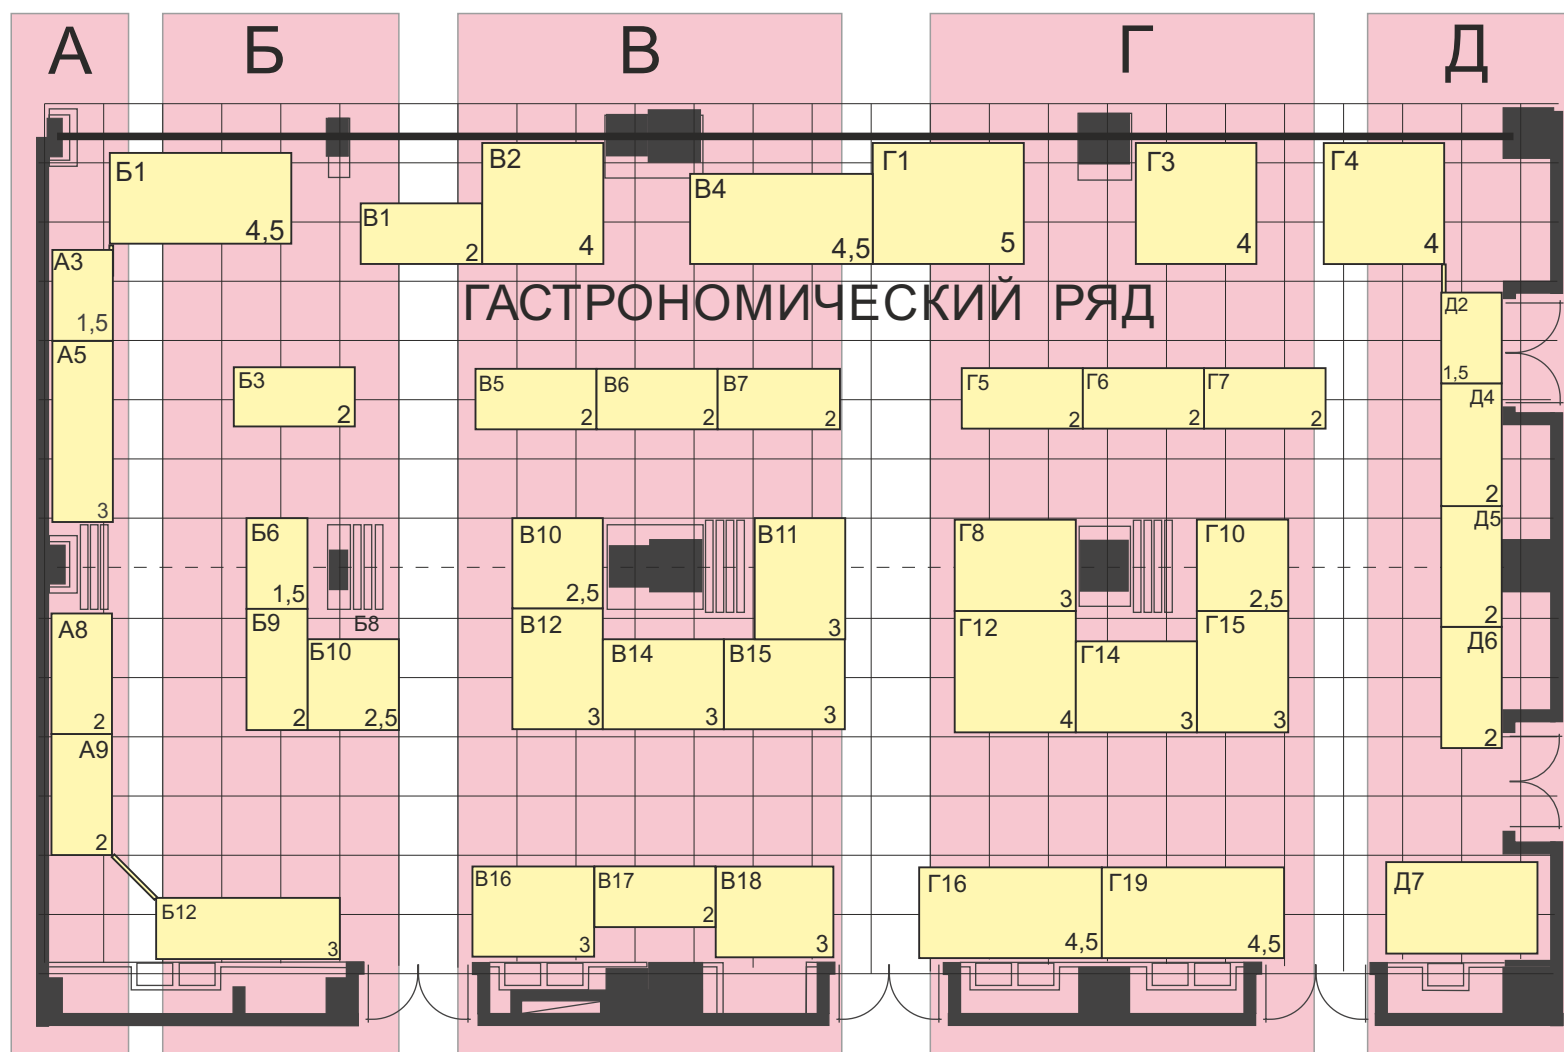 А Б В Г Д
Б1
4,5
В1
2
В2
4
В4
4,5
Г1
5
Г3
4
Г4
4
ГАСТРОНОМИЧЕСКИЙ РЯД
А3
1,5
А5
3
Д2
1,5
Д4
2
Б3
2
В5
2
В6
2
В7
2
Г5
2
Г6
2
Г7
2
Б6
1,5
Б8
Б9
2
Б10
2,5
В10
2,5
В11
3
В12
3
В14
3
В15
3
Г8
3
Г10
2,5
Г12
4
Г14
3
Г15
3
Д5
2
Д6
2
А8
2
А9
2
Б12
3
В16
3
В17
2
В18
3
Г16
4,5
Г19
4,5
Д7